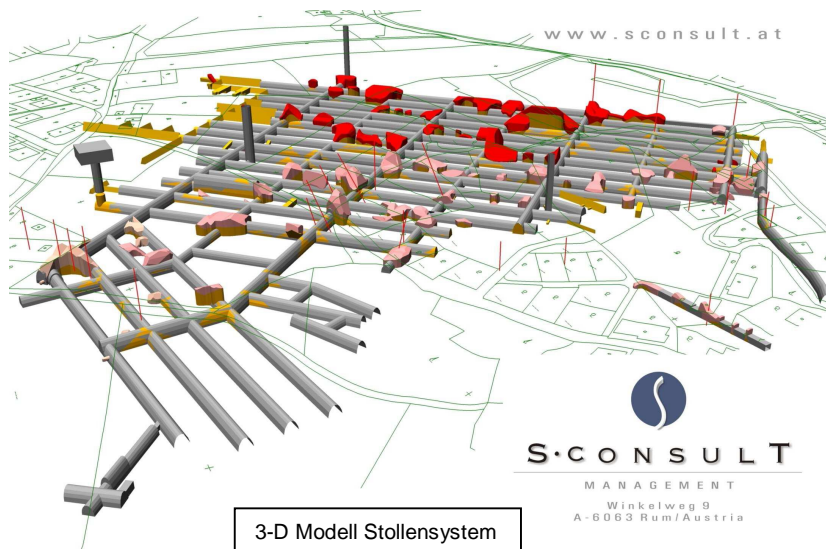 www.sconsult.at
S·CONSULT
MANAGEMENT
Winkelweg 9
A-6063 Rum/Austria
3-D Modell Stollensystem